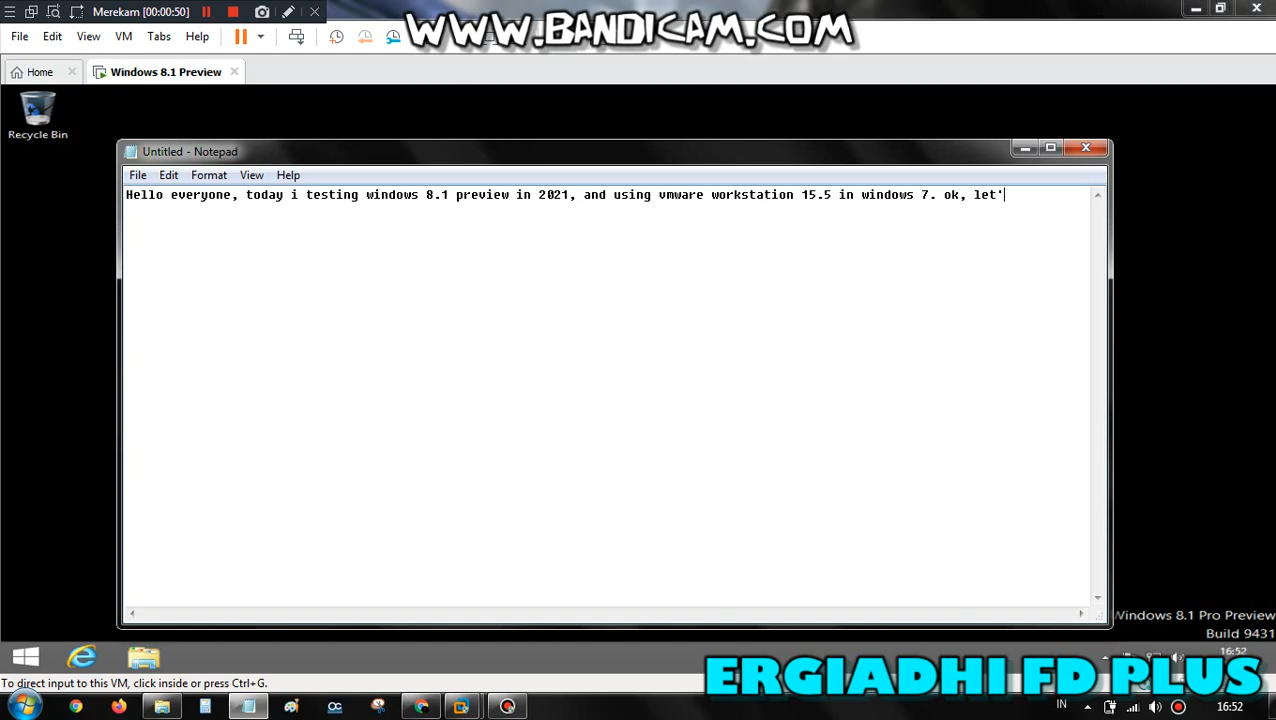 Merekam [00:00:50]
www.BANDICAM.COM
File Edit View VM Tabs Help
Home
Windows 8.1 Preview
Recycle Bin
Untitled - Notepad
File Edit Format View Help
Hello everyone, today i testing windows 8.1 preview in 2021, and using vmware workstation 15.5 in windows 7. ok, let'
Windows 8.1 Pro Preview
Build 9431
16:52
ERGIADHI FD PLUS
To direct input to this VM, click inside or press Ctrl+G.
IN
16:52